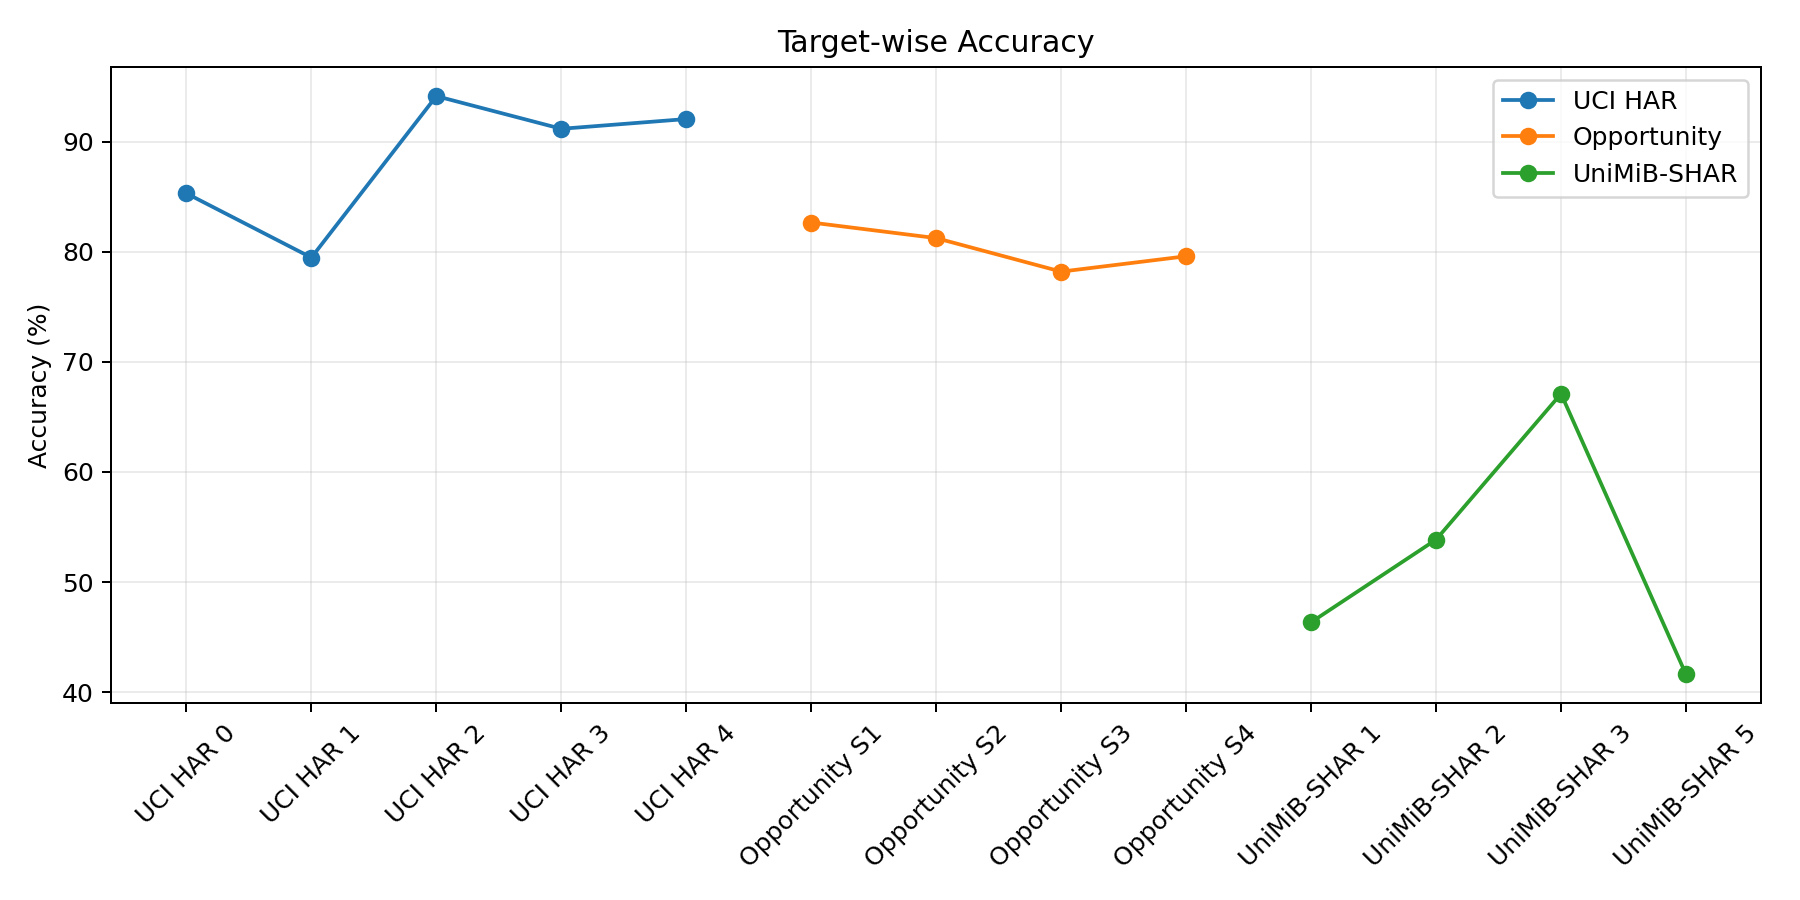 Target-wise Accuracy
UCI HAR
Opportunity
UniMiB-SHAR
Accuracy (%)
90
80
70
60
50
40
UCI HAR 0
UCI HAR 1
UCI HAR 2
UCI HAR 3
UCI HAR 4
Opportunity S1
Opportunity S2
Opportunity S3
Opportunity S4
UniMiB-SHAR 1
UniMiB-SHAR 2
UniMiB-SHAR 3
UniMiB-SHAR 5